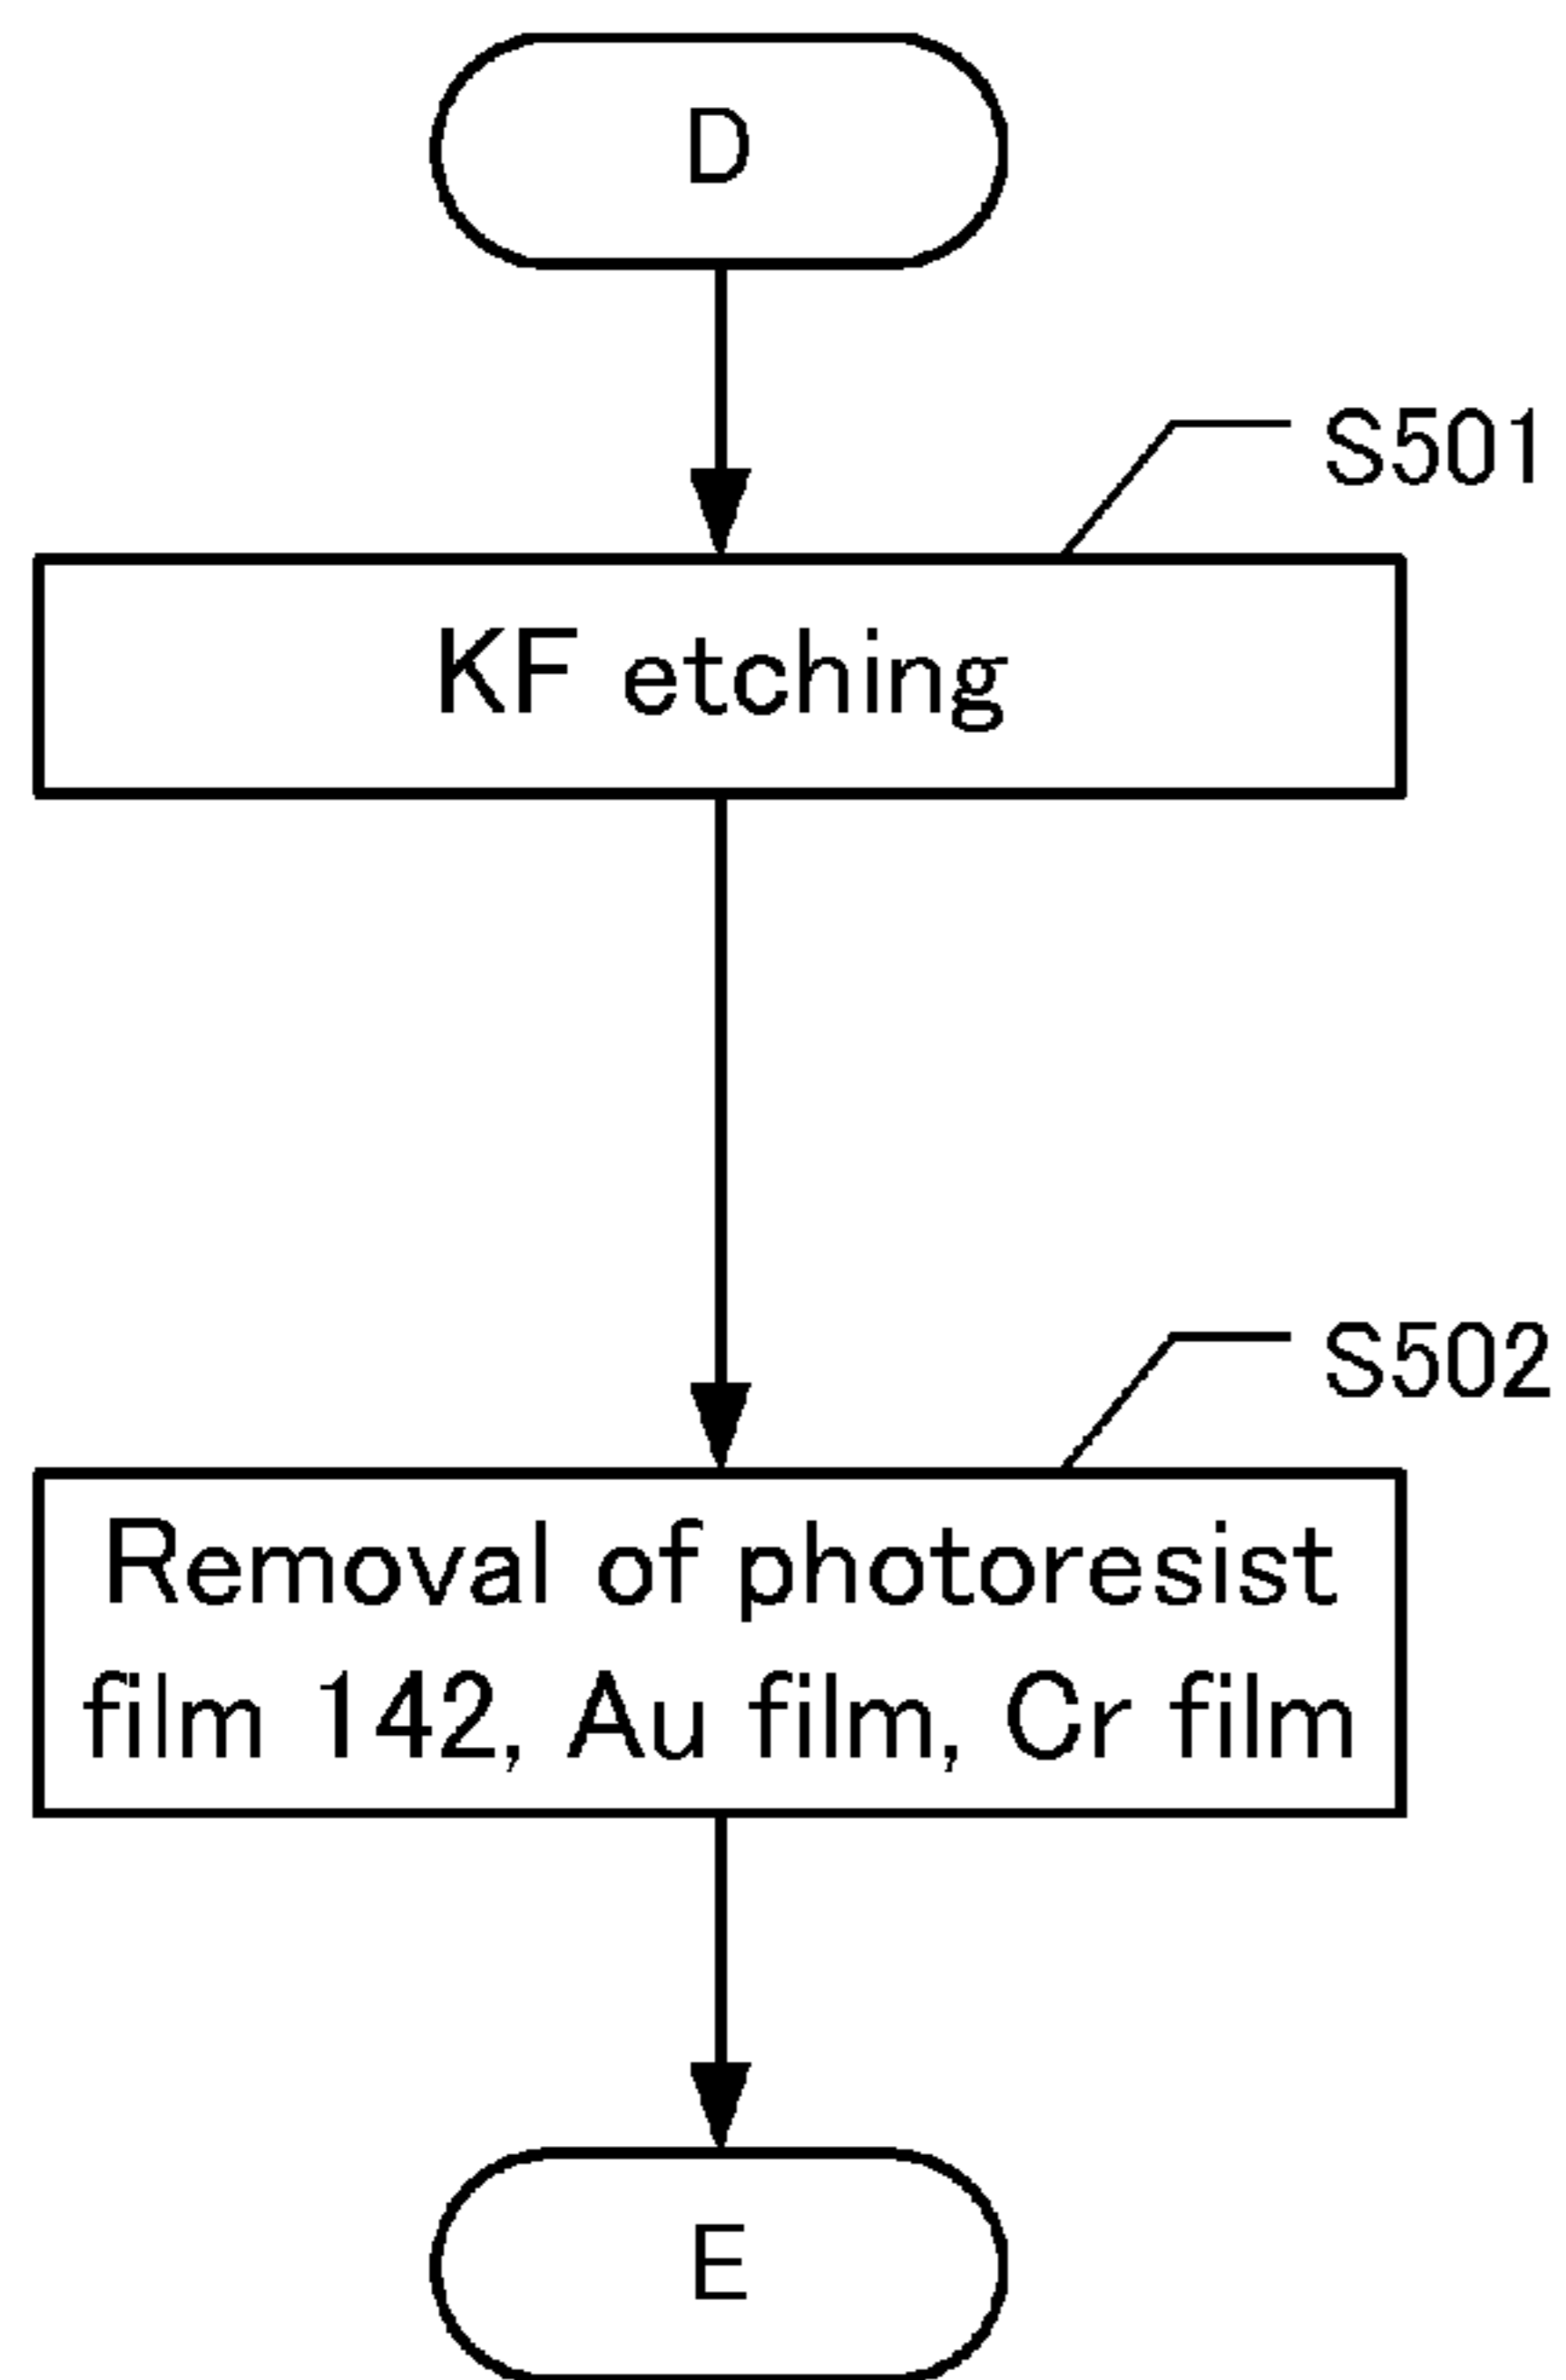 D
S501
KF etching
S502
Removal of photoresist
film 142, Au film, Cr film
E